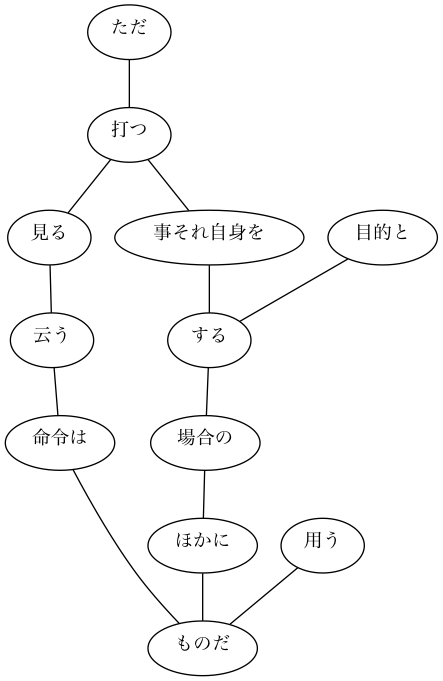 ただ
打つ
見る
事それ自身を
目的と
云う
する
命令は
場合の
ほかに
用う
ものだ